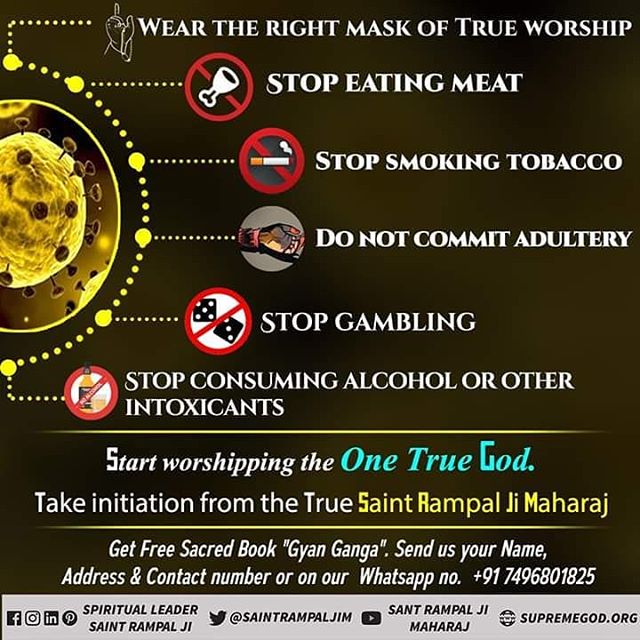 WEAR THE RIGHT MASK OF TRUE WORSHIP
STOP EATING MEAT
STOP SMOKING TOBACCO
DO NOT COMMIT ADULTERY
STOP GAMBLING
STOP CONSUMING ALCOHOL OR OTHER
INTOXICANTS
Start worshipping the One True God.
Take initiation from the True Saint Rampal Ji Maharaj
Get Free Sacred Book "Gyan Ganga". Send us your Name,
Address & Contact number or on our Whatsapp no. +91 7496801825
SPIRITUAL LEADER
SAINT RAMPAL JI
@SAINTRAMPALJIM
SANT RAMPAL JI
MAHARAJ
SUPREMEGOD.ORG